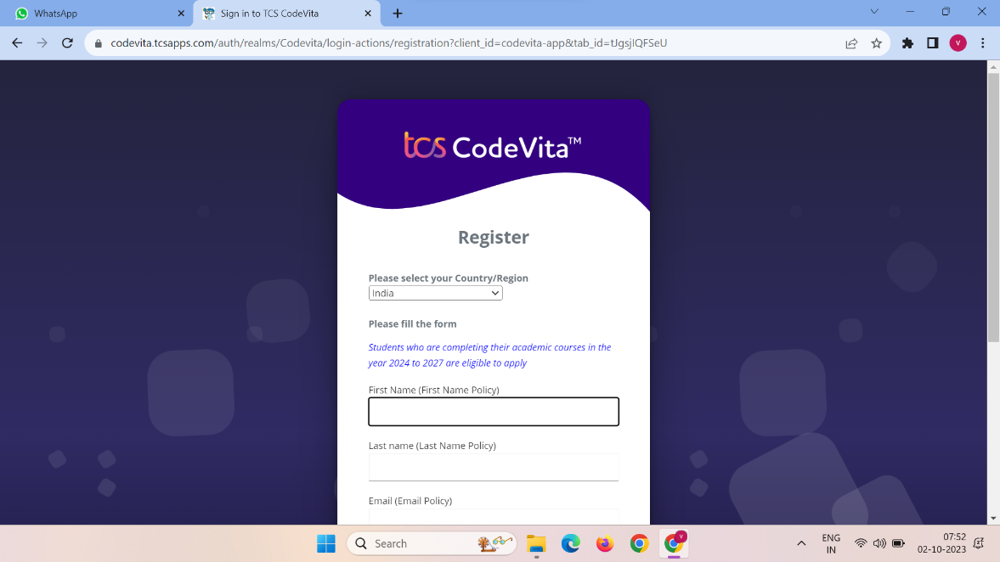 WhatsApp
Sign in to TCS CodeVita
codevita.tcsapps.com/auth/realms/Codevita/login-actions/registration?client_id=codevita-app&tab_id=tJgsjIQFSeU
V
tcs CodeVita™
Register
Please select your Country/Region
India
Please fill the form
Students who are completing their academic courses in the
year 2024 to 2027 are eligible to apply
First Name (First Name Policy)
Last name (Last Name Policy)
Email (Email Policy)
Search
V
ENG
IN
07:52
02-10-2023